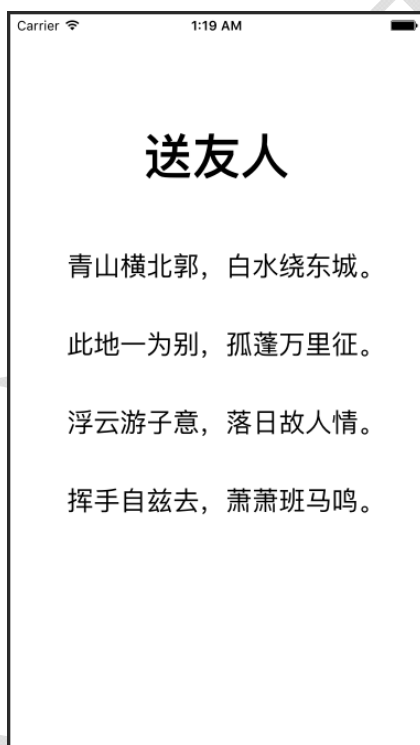 Carrier 1:19 AM
送友人
青山横北郭，白水绕东城。
此地一为别，孤蓬万里征。
浮云游子意，落日故人情。
挥手自兹去，萧萧班马鸣。